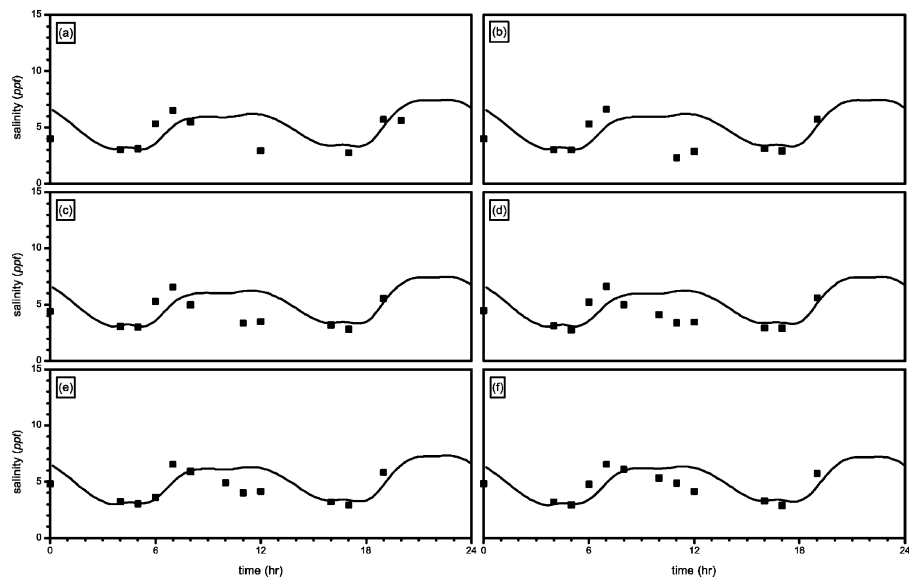 15
(a)
(b)
10
salinity (ppt)
5
0
15
(c)
(d)
10
salinity (ppt)
5
0
15
(e)
(f)
10
salinity (ppt)
5
0
0 6 12 18 24 0 6 12 18 24
time (hr) time (hr)